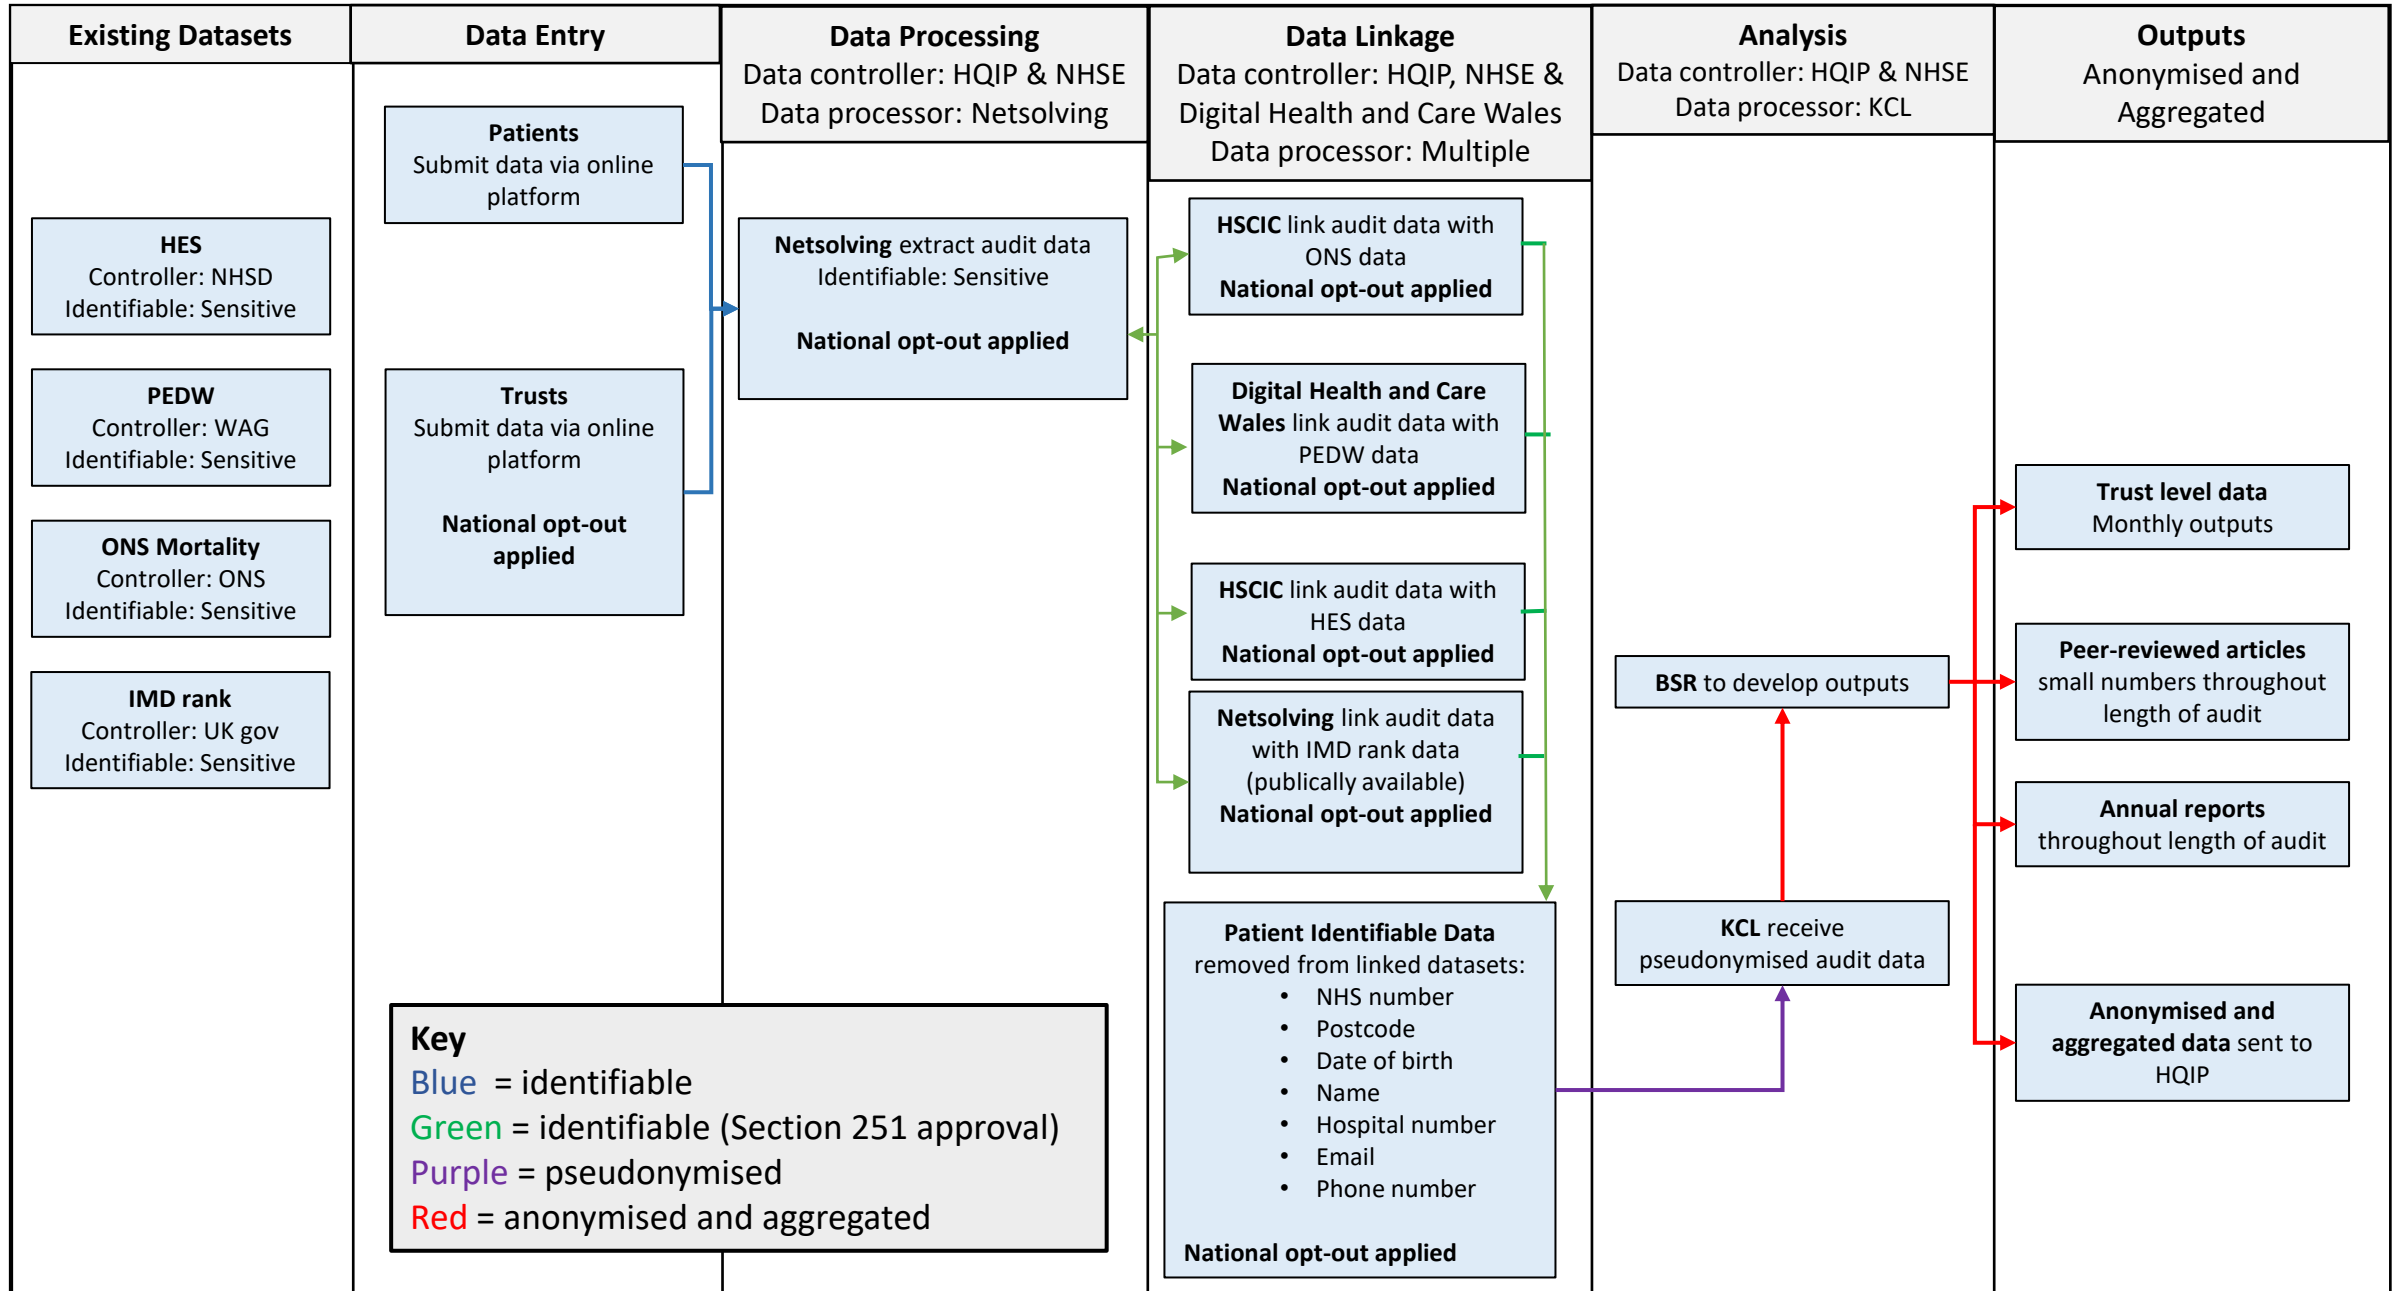 Existing Datasets
HES
Controller: NHSD
Identifiable: Sensitive
PEDW
Controller: WAG
Identifiable: Sensitive
ONS Mortality
Controller: ONS
Identifiable: Sensitive
IMD rank
Controller: UK gov
Identifiable: Sensitive
Data Entry
Patients
Submit data via online
platform
Trusts
Submit data via online
platform
National opt-out
applied
Data Processing
Data controller: HQIP & NHSE
Data processor: Netsolving
Netsolving extract audit data
Identifiable: Sensitive
National opt-out applied
Data Linkage
Data controller: HQIP, NHSE &
Digital Health and Care Wales
Data processor: Multiple
HSCIC link audit data with
ONS data
National opt-out applied
Digital Health and Care
Wales link audit data with
PEDW data
National opt-out applied
HSCIC link audit data with
HES data
National opt-out applied
Netsolving link audit data
with IMD rank data
(publically available)
National opt-out applied
Patient Identifiable Data
removed from linked datasets:
• NHS number
• Postcode
• Date of birth
• Name
• Hospital number
• Email
• Phone number
National opt-out applied
Analysis
Data controller: HQIP & NHSE
Data processor: KCL
BSR to develop outputs
KCL receive
pseudonymised audit data
Outputs
Anonymised and
Aggregated
Trust level data
Monthly outputs
Peer-reviewed articles
small numbers throughout
length of audit
Annual reports
throughout length of audit
Anonymised and
aggregated data sent to
HQIP
Key
Blue = identifiable
Green = identifiable (Section 251 approval)
Purple = pseudonymised
Red = anonymised and aggregated